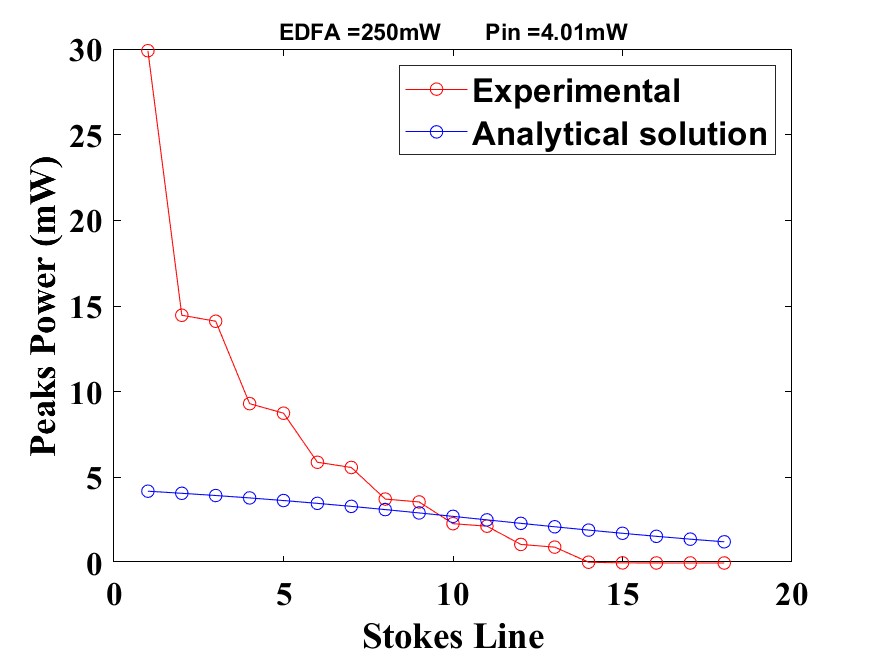 EDFA =250mW Pin =4.01mW
Experimental
Analytical solution
Peaks Power (mW)
30
25
20
15
10
5
0
0 5 10 15 20
Stokes Line